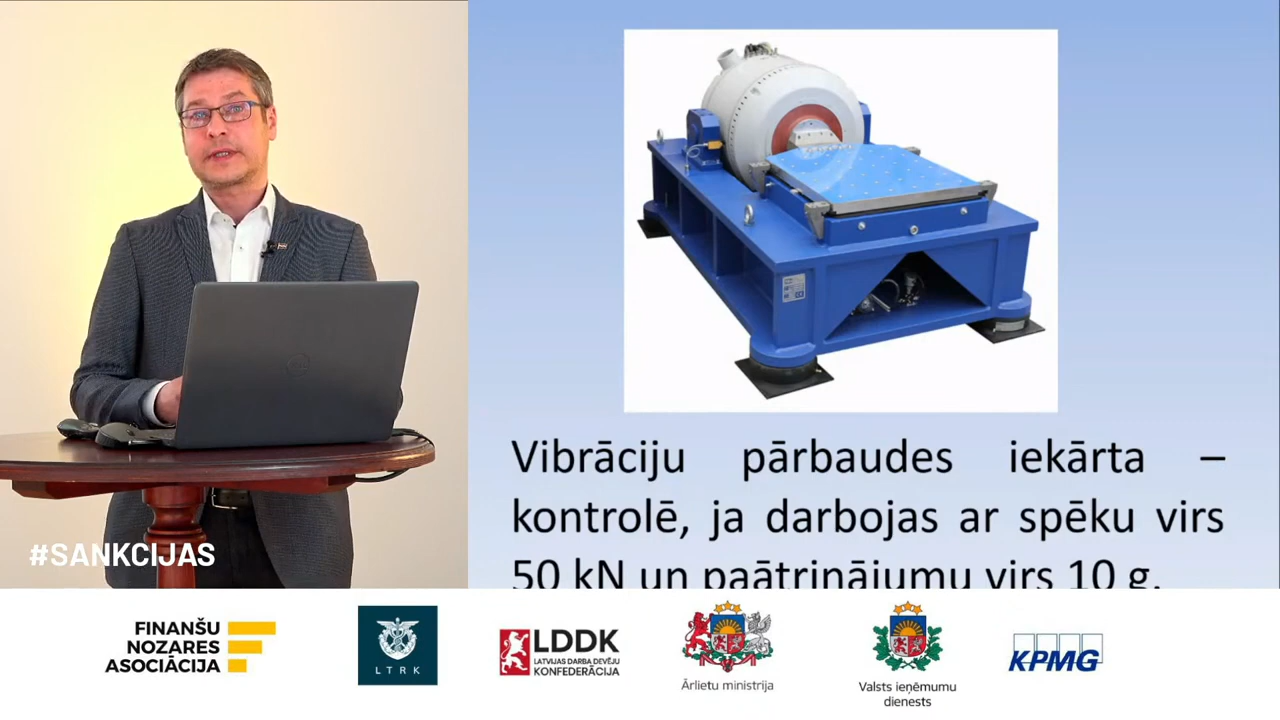 Vibrāciju pārbaudes iekārta –
kontrolē, ja darbojas ar spēku virs
50 kN un paātrinājumu virs 10 g.
#SANKCIJAS
FINANŠU
NOZARES
ASOCIĀCIJA
LTRK
LDDK
LATVIJAS DARBA DEVĒJU
KONFEDERĀCIJA
Ārlietu ministrija
Valsts ieņēmumu
dienests
KPMG